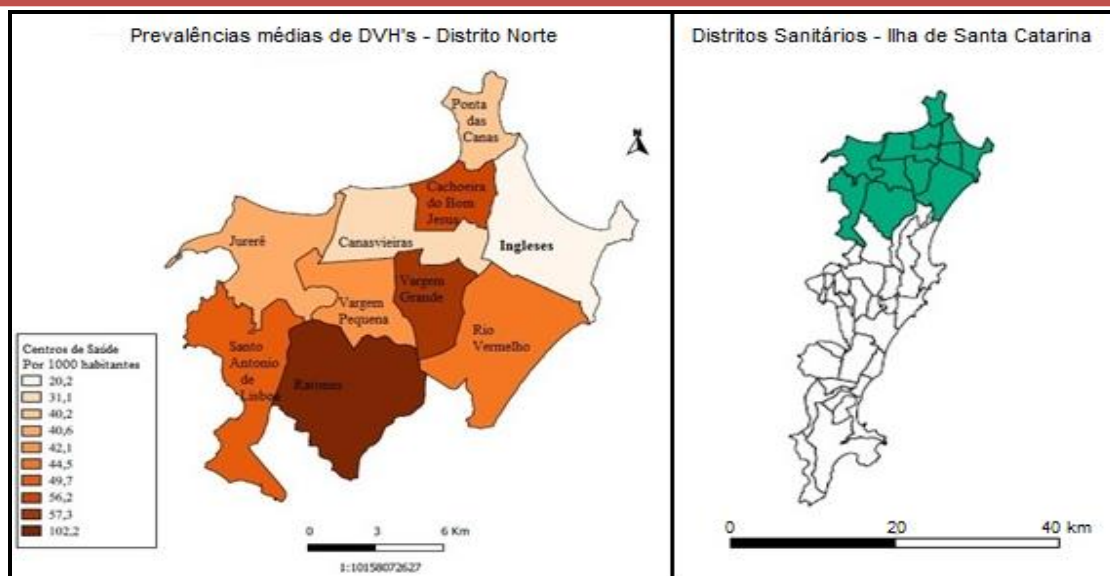 Prevalências médias de DVH's - Distrito Norte
Ponta
das
Canas
N
Cachoeira
do Bom
Jesus
Jurerê
Canasvieiras
Ingleses
Vargem
Grande
Vargem
Pequena
Rio
Vermelho
Santo
Antonio
de
Lisboa
Ratones
Centros de Saúde
Por 1000 habitantes
20,2
31,1
40,2
40,6
42,1
44,5
49,7
56,2
57,3
102,2
0 3 6 Km
1:10158072627
Distritos Sanitários - Ilha de Santa Catarina
0 20 40 km